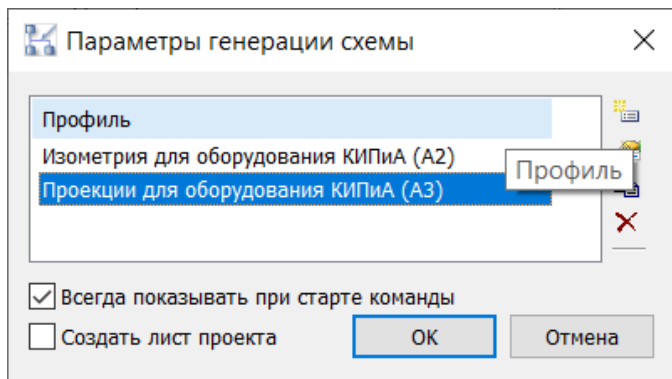 Параметры генерации схемы
Профиль
Изометрия для оборудования КИПиА (А2)
Профиль
Проекции для оборудования КИПиА (А3)
Всегда показывать при старте команды
Создать лист проекта
ОК
Отмена